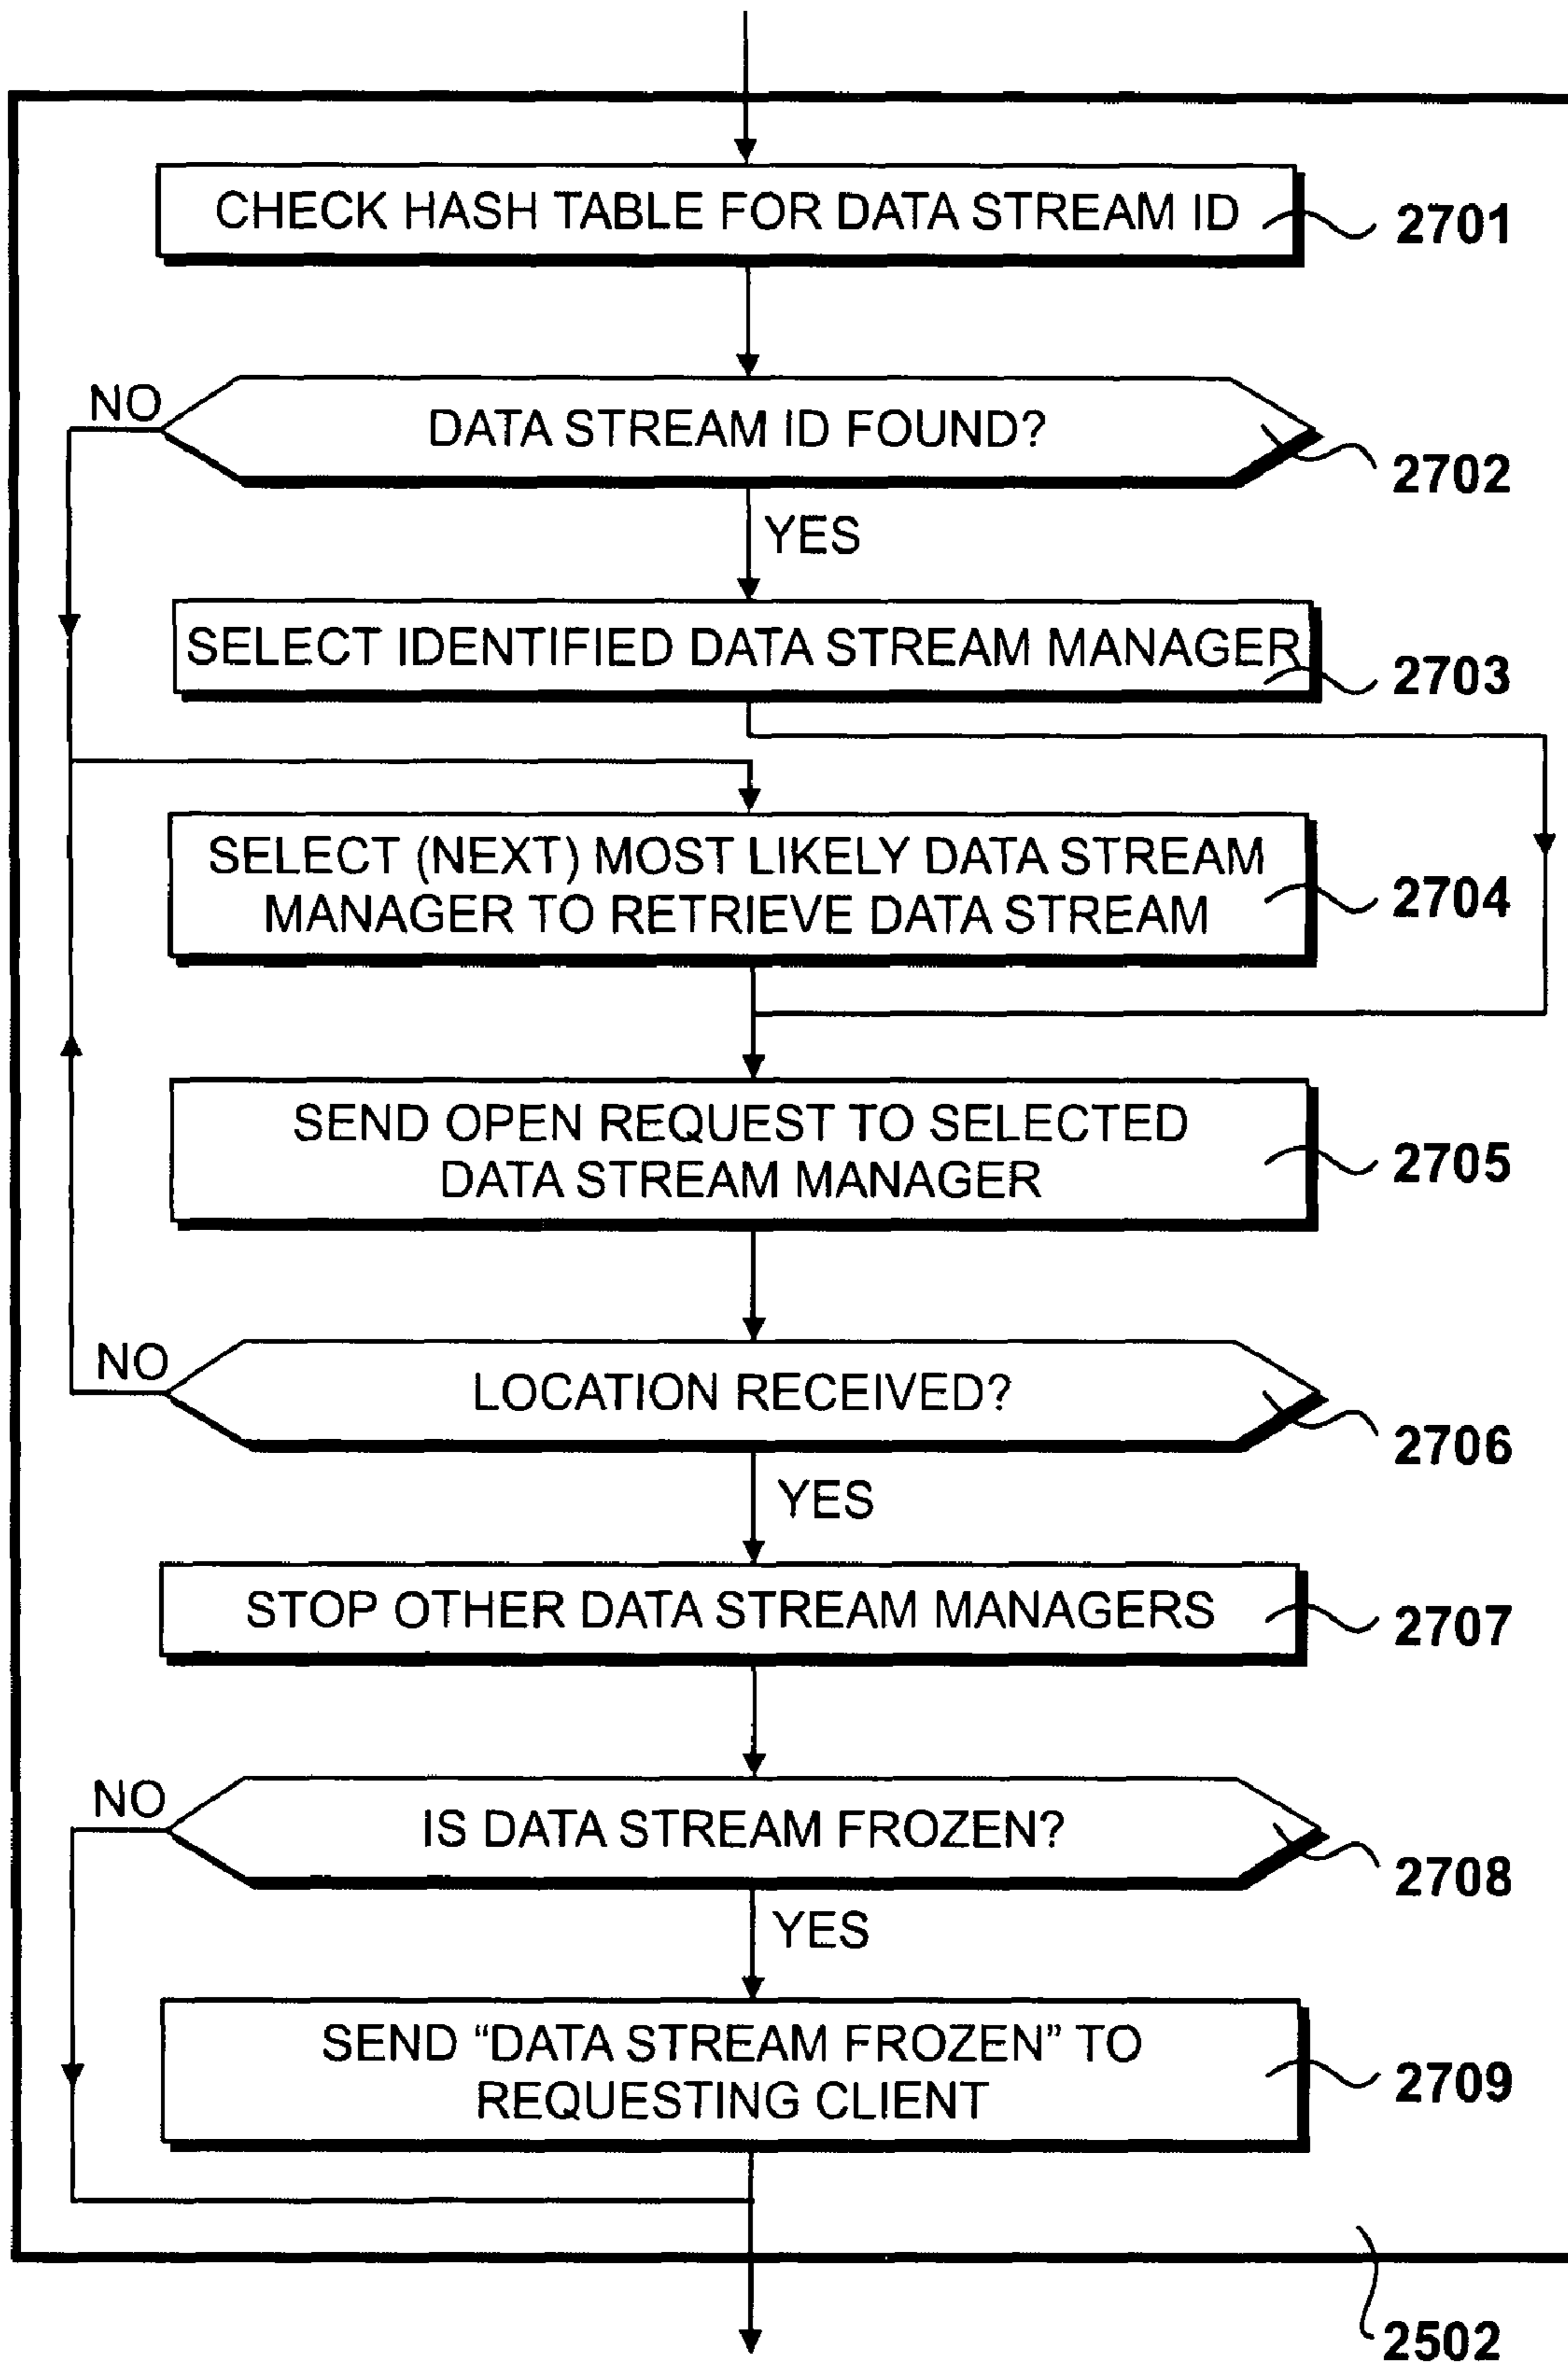 CHECK HASH TABLE FOR DATA STREAM ID
2701
NO
DATA STREAM ID FOUND?
2702
YES
SELECT IDENTIFIED DATA STREAM MANAGER
2703
SELECT (NEXT) MOST LIKELY DATA STREAM
MANAGER TO RETRIEVE DATA STREAM
2704
SEND OPEN REQUEST TO SELECTED
DATA STREAM MANAGER
2705
NO
LOCATION RECEIVED?
2706
YES
STOP OTHER DATA STREAM MANAGERS
2707
NO
IS DATA STREAM FROZEN?
2708
YES
SEND “DATA STREAM FROZEN” TO
REQUESTING CLIENT
2709
2502